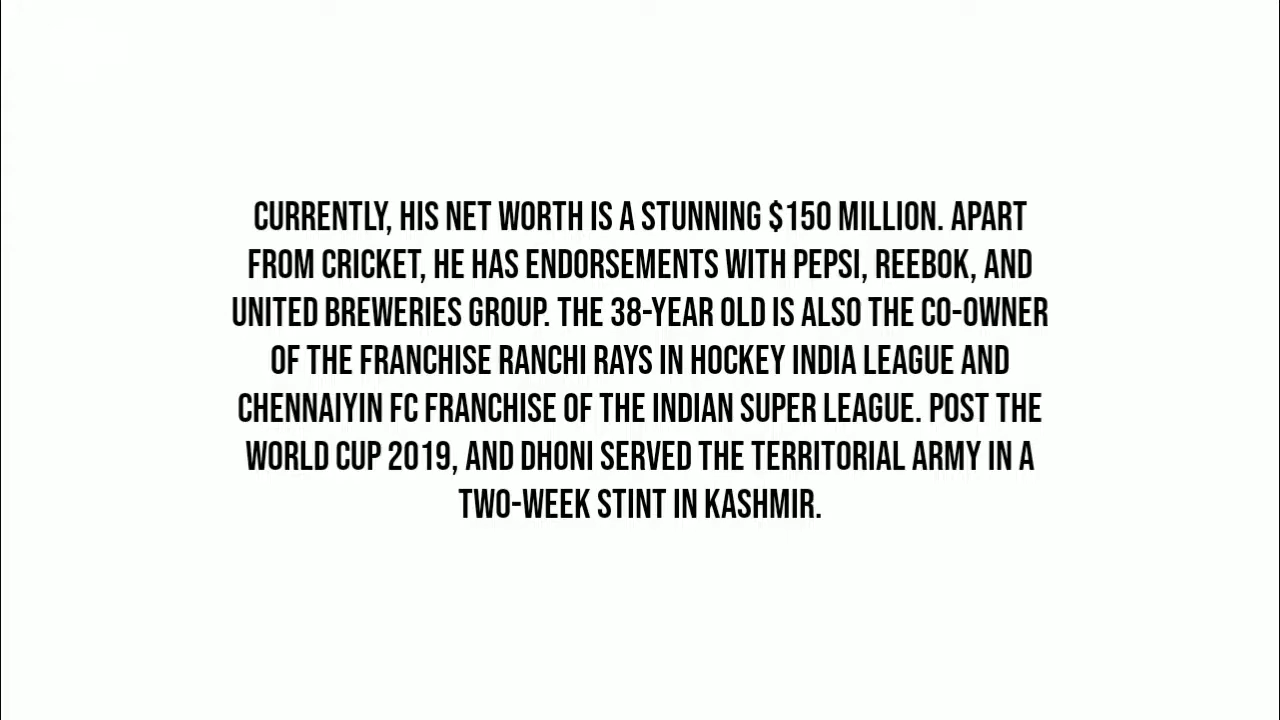 CURRENTLY, HIS NET WORTH IS A STUNNING $150 MILLION. APART
FROM CRICKET, HE HAS ENDORSEMENTS WITH PEPSI, REEBOK, AND
UNITED BREWERIES GROUP. THE 38-YEAR OLD IS ALSO THE CO-OWNER
OF THE FRANCHISE RANCHI RAYS IN HOCKEY INDIA LEAGUE AND
CHENNAIYIN FC FRANCHISE OF THE INDIAN SUPER LEAGUE. POST THE
WORLD CUP 2019, AND DHONI SERVED THE TERRITORIAL ARMY IN A
TWO-WEEK STINT IN KASHMIR.